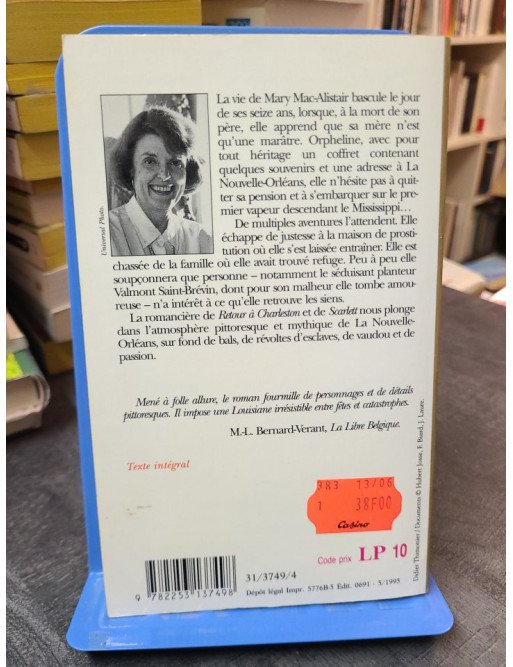 La vie de Mary Mac-Alistair bascule le jour
de ses seize ans, lorsque, à la mort de son
père, elle apprend que sa mère n'est
qu'une marâtre. Orpheline, avec pour
tout héritage un coffret contenant
quelques souvenirs et une adresse à La
Nouvelle-Orléans, elle n'hésite pas à quit-
ter sa pension et à s'embarquer sur le pre-
mier vapeur descendant le Mississippi...
De multiples aventures l'attendent. Elle
échappe de justesse à la maison de prosti-
tution où elle s'est laissée entraîner. Elle est
chassée de la famille où elle avait trouvé refuge. Peu à peu elle
soupçonnera que personne – notamment le séduisant planteur
Valmont Saint-Brévin, dont pour son malheur elle tombe amou-
reuse – n'a intérêt à ce qu'elle retrouve les siens.
La romancière de Retour à Charleston et de Scarlett nous plonge
dans l'atmosphère pittoresque et mythique de La Nouvelle-
Orléans, sur fond de bals, de révoltes d'esclaves, de vaudou et de
passion.
Universal Photo.
Mené à folle allure, le roman fourmille de personnages et de détails
pittoresques. Il impose une Louisiane irrésistible entre fêtes et catastrophes.
M.-L. Bernard-Verant, La Libre Belgique.
Texte intégral
983 13/06
1 38F00
Casino
Code prix LP 10
31/3749/4
9 782253 137498
Dépôt légal Impr. 5776B-5 Édit. 0691 - 5/1995
Didier Thimonier / Documents © Hubert Josse, F. Baird, J. Lauré.